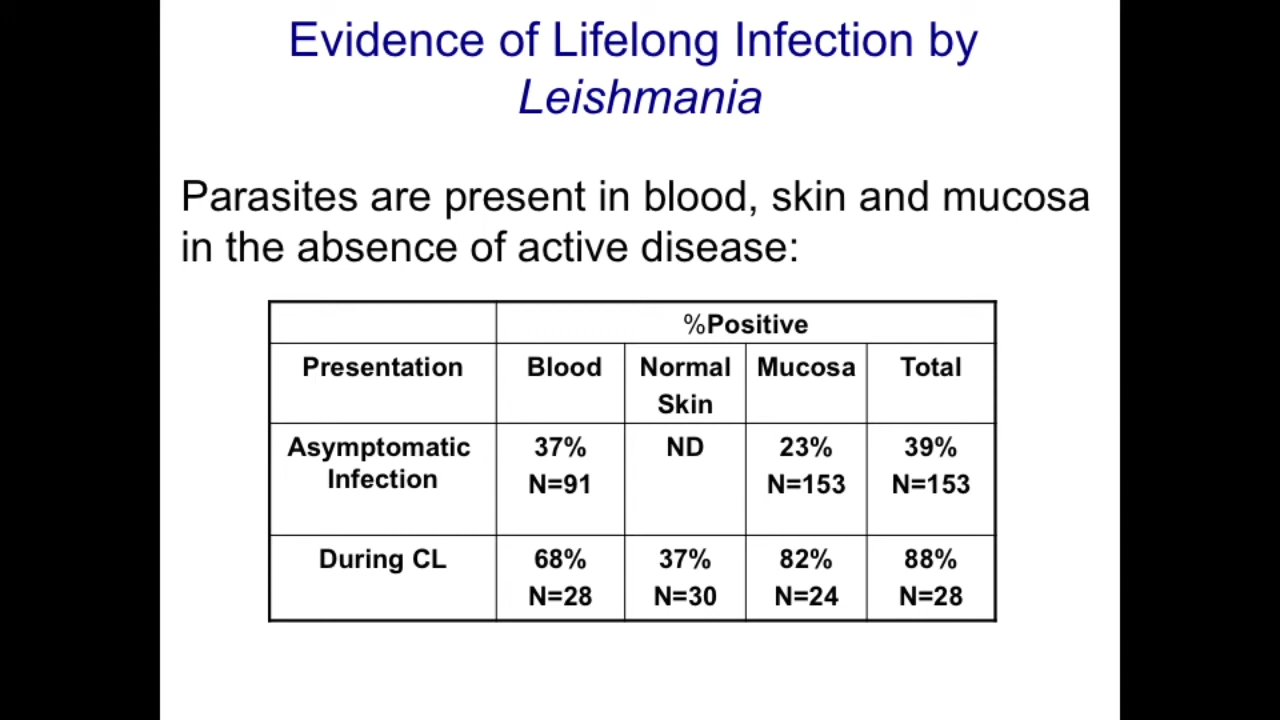 Evidence of Lifelong Infection by
Leishmania
Parasites are present in blood, skin and mucosa
in the absence of active disease:
%Positive
Presentation Blood Normal Skin Mucosa Total
Asymptomatic Infection 37% N=91 ND 23% N=153 39% N=153
During CL 68% N=28 37% N=30 82% N=24 88% N=28